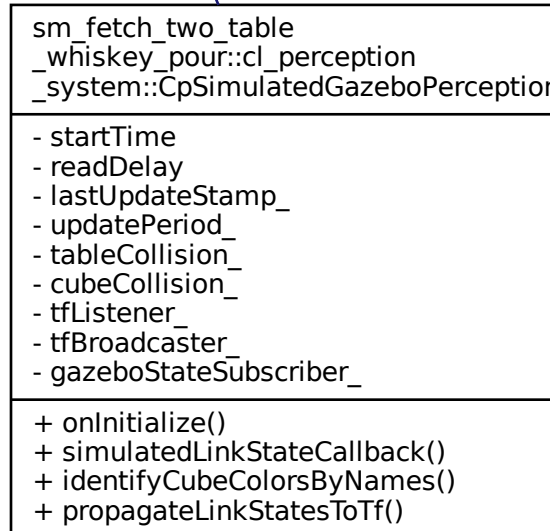 sm_fetch_two_table
_whiskey_pour::cl_perception
_system::CpSimulatedGazeboPerception
- startTime
- readDelay
- lastUpdateStamp_
- updatePeriod_
- tableCollision_
- cubeCollision_
- tfListener_
- tfBroadcaster_
- gazeboStateSubscriber_
+ onInitialize()
+ simulatedLinkStateCallback()
+ identifyCubeColorsByNames()
+ propagateLinkStatesToTf()